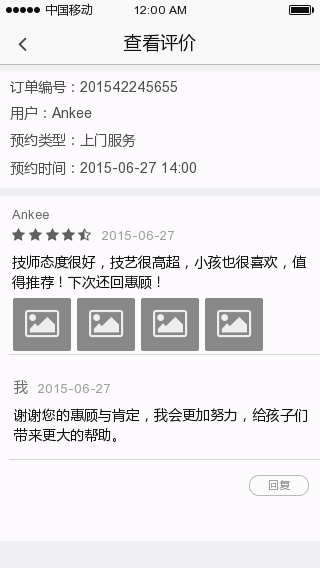 中国移动 12:00 AM
查看评价
订单编号：201542245655
用户：Ankee
预约类型：上门服务
预约时间：2015-06-27 14:00
Ankee
2015-06-27
技师态度很好，技艺很高超，小孩也很喜欢，值
得推荐！下次还回惠顾！
我 2015-06-27
谢谢您的惠顾与肯定，我会更加努力，给孩子们
带来更大的帮助。
回复